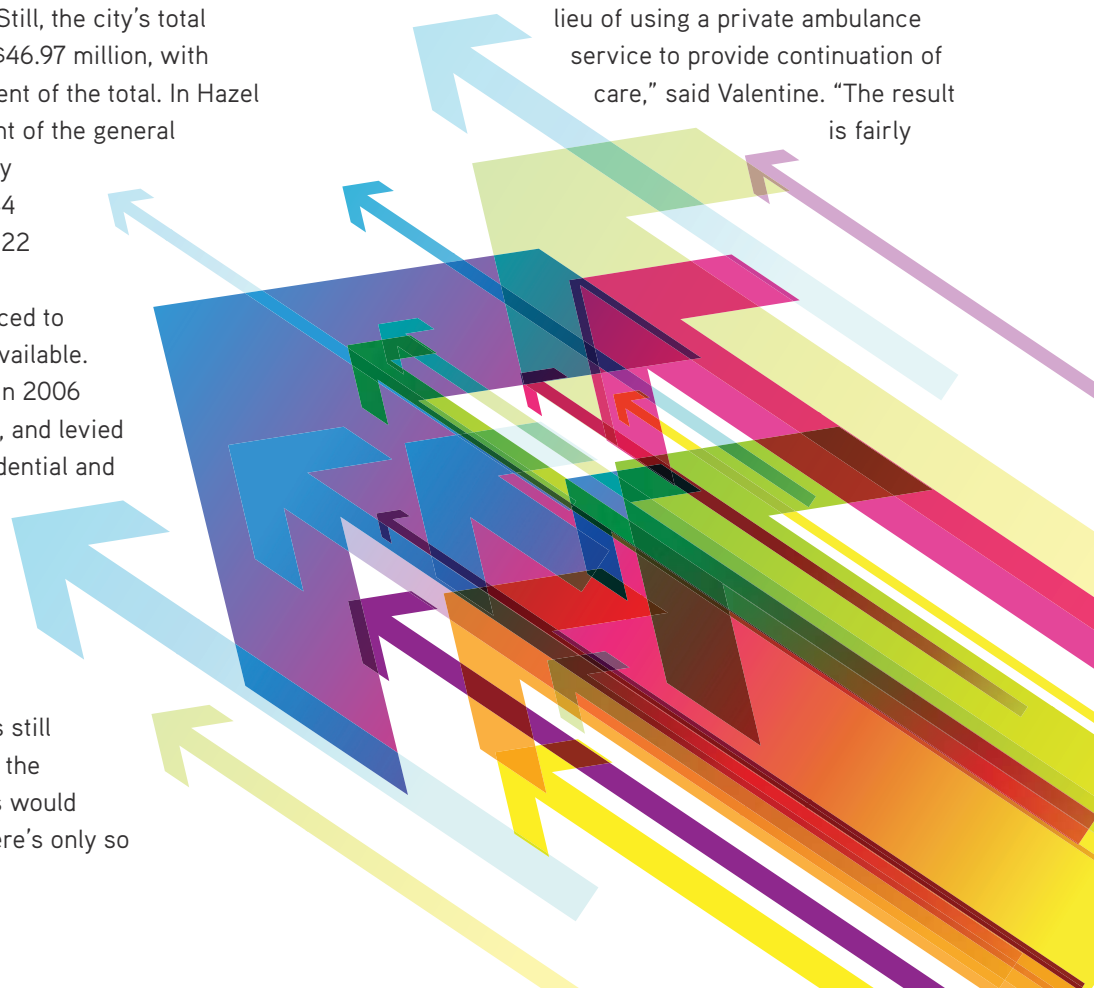 Still, the city's total
$46.97 million, with
ent of the total. In Hazel
nt of the general
y
4
22
ced to
vailable.
n 2006
, and levied
dential and
s still
the
s would
ere's only so
lieu of using a private ambulance
service to provide continuation of
care," said Valentine. "The result
is fairly